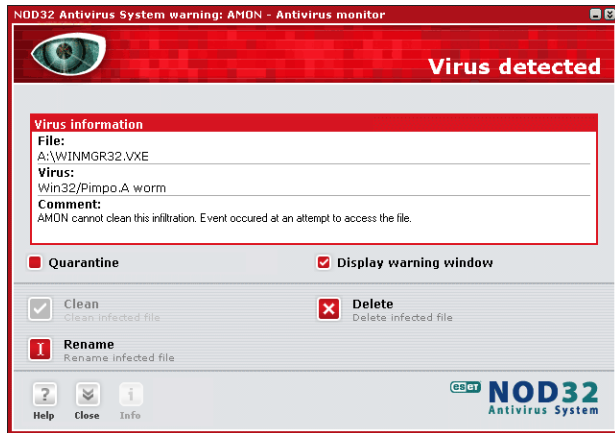 NOD32 Antivirus System warning: AMON - Antivirus monitor
Virus detected
Virus information
File:
A:\WINMGR32.VXE
Virus:
Win32/Pimpo.A worm
Comment:
AMON cannot clean this infiltration. Event occured at an attempt to access the file.
Quarantine
Display warning window
Clean
Clean infected file
Delete
Delete infected file
Rename
Rename infected file
?
i
Help
Close
Info
eset NOD32
Antivirus System